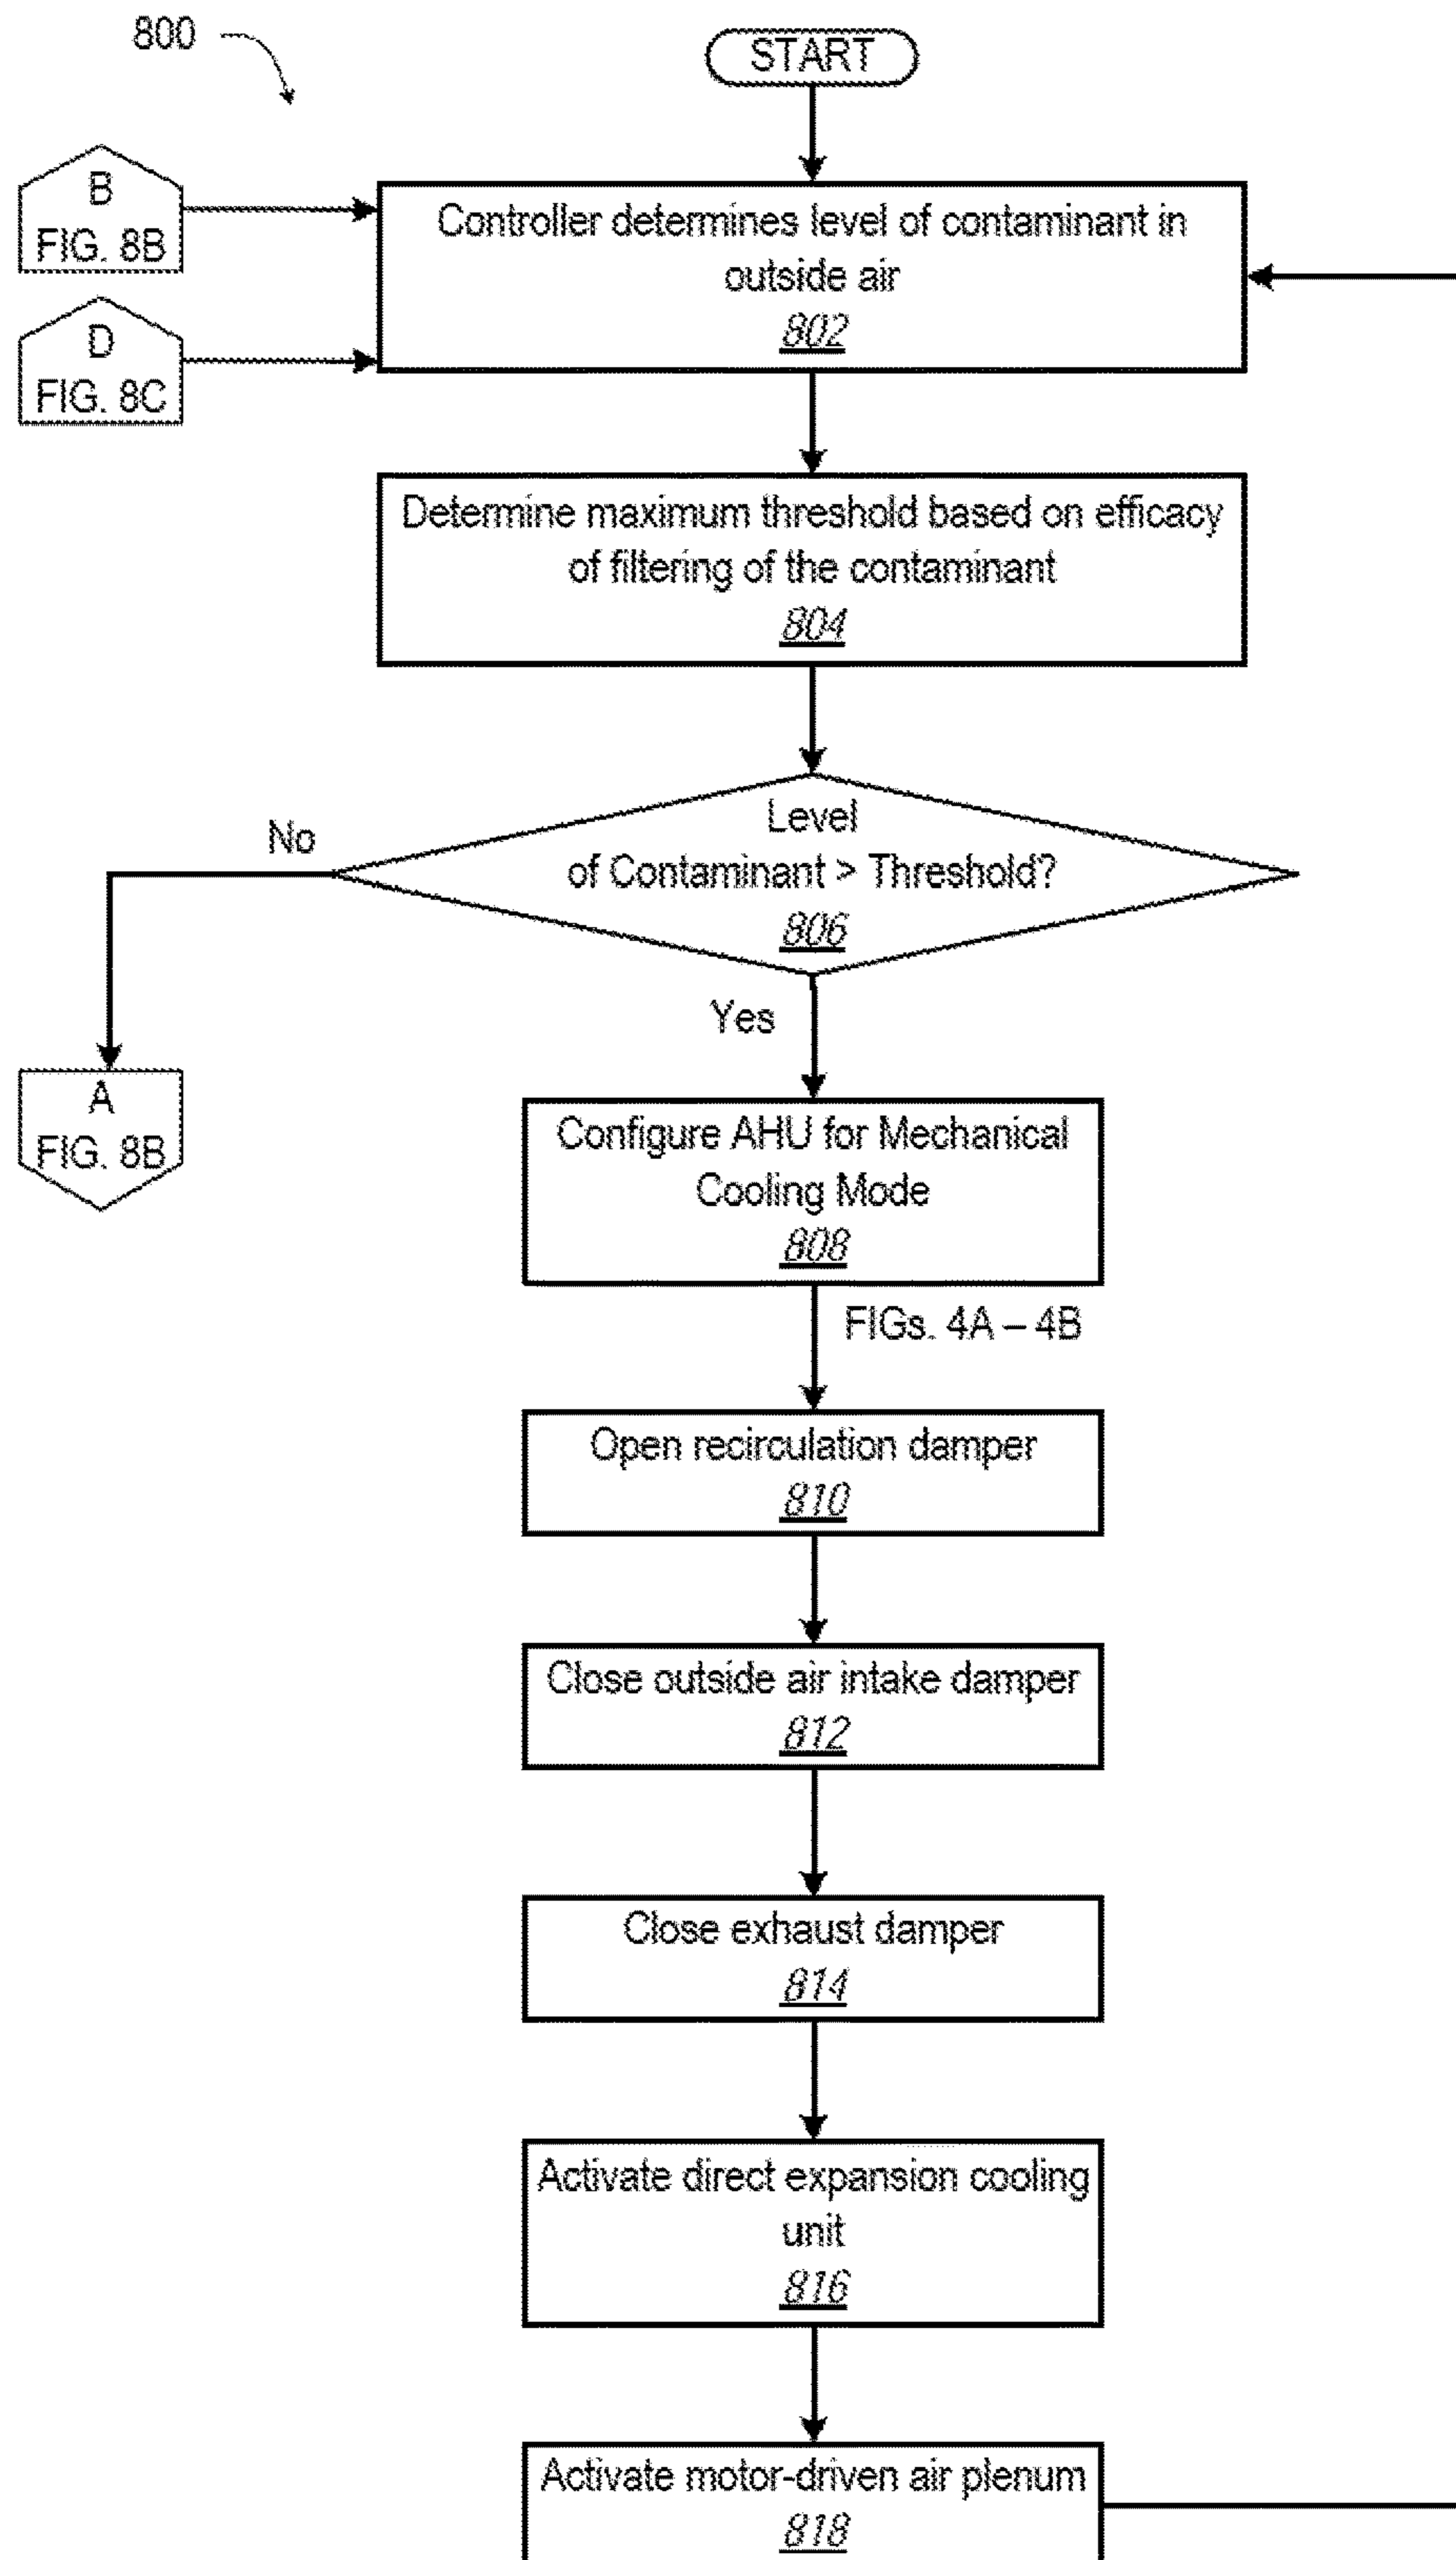 800
START
B
FIG. 8B
Controller determines level of contaminant in
outside air
802
D
FIG. 8C
Determine maximum threshold based on efficacy
of filtering of the contaminant
804
Level
of Contaminant > Threshold?
806
No
Yes
A
FIG. 8B
Configure AHU for Mechanical
Cooling Mode
808
FIGs. 4A – 4B
Open recirculation damper
810
Close outside air intake damper
812
Close exhaust damper
814
Activate direct expansion cooling
unit
816
Activate motor-driven air plenum
818